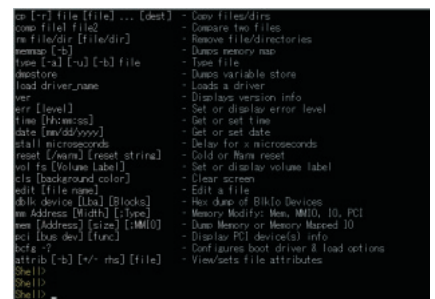 cp [-r] file [file] ... [dest] - Copy files/dirs
comp file1 file2 - Compare two files
rm file/dir [file/dir] - Remove file/directories
memmap [-b] - Dumps memory map
type [-a] [-u] [-b] file - Type file
dmpstore - Dumps variable store
load driver_name - Loads a driver
ver - Displays version info
err [level] - Set or display error level
time [hh:mm:ss] - Get or set time
date [mm/dd/yyyy] - Get or set date
stall microseconds - Delay for x microseconds
reset [/warm] [reset string] - Cold or Warm reset
vol fs [Volume Label] - Set or display volume label
cls [background color] - Clear screen
edit [file name] - Edit a file
dblk device [Lba] [Blocks] - Hex dump of BlkIo Devices
mm Address [Width] [;Type] - Memory Modify: Mem, MMIO, IO, PCI
mem [Address] [size] [;MMIO] - Dump Memory or Memory Mapped IO
pci [bus dev] [func] - Display PCI device(s) info
bcfg -? - Configures boot driver & load options
attrib [-b] [+/- rhs] [file] - View/sets file attributes
Shell>
Shell>
Shell> _